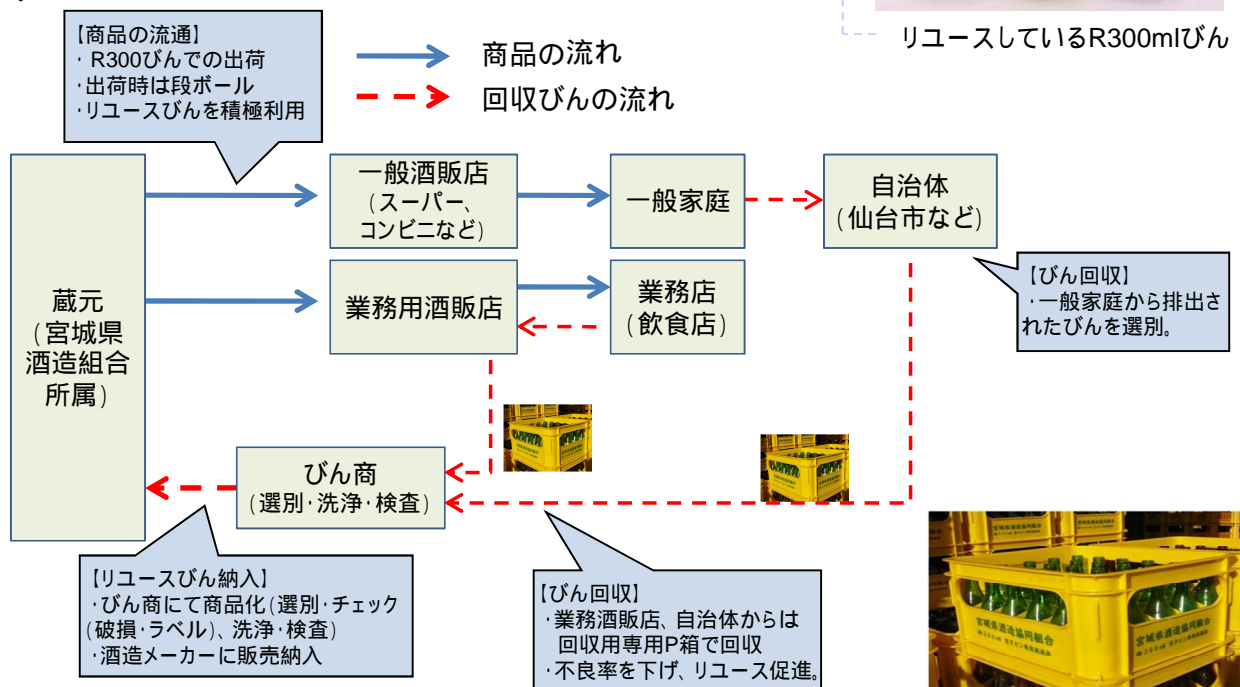 リユースしているR300mlびん
【商品の流通】
・R300びんでの出荷
・出荷時は段ボール
・リユースびんを積極利用
商品の流れ
回収びんの流れ
蔵元
(宮城県
酒造組合
所属)
一般酒販店
(スーパー、
コンビニなど)
一般家庭
自治体
(仙台市など)
業務用酒販店
業務店
(飲食店)
【びん回収】
・一般家庭から排出さ
れたびんを選別。
びん商
(選別・洗浄・検査)
【リユースびん納入】
・びん商にて商品化(選別・チェック
(破損・ラベル)、洗浄・検査)
・酒造メーカーに販売納入
【びん回収】
・業務酒販店、自治体からは
回収用専用P箱で回収
・不良率を下げ、リユース促進。
宮城県酒造協同組合
宮城県酒造協同組合